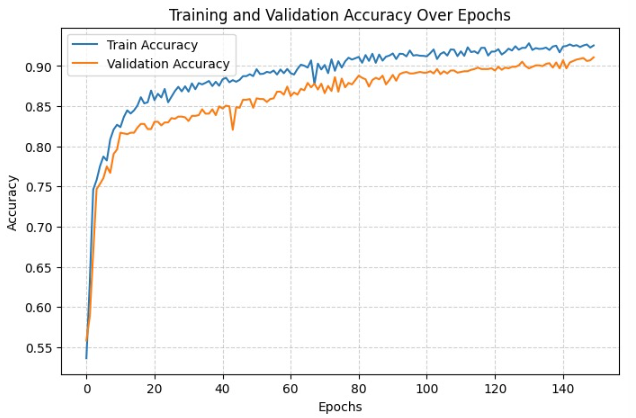 Training and Validation Accuracy Over Epochs
Train Accuracy
Validation Accuracy
Accuracy
0.90
0.85
0.80
0.75
0.70
0.65
0.60
0.55
0 20 40 60 80 100 120 140
Epochs